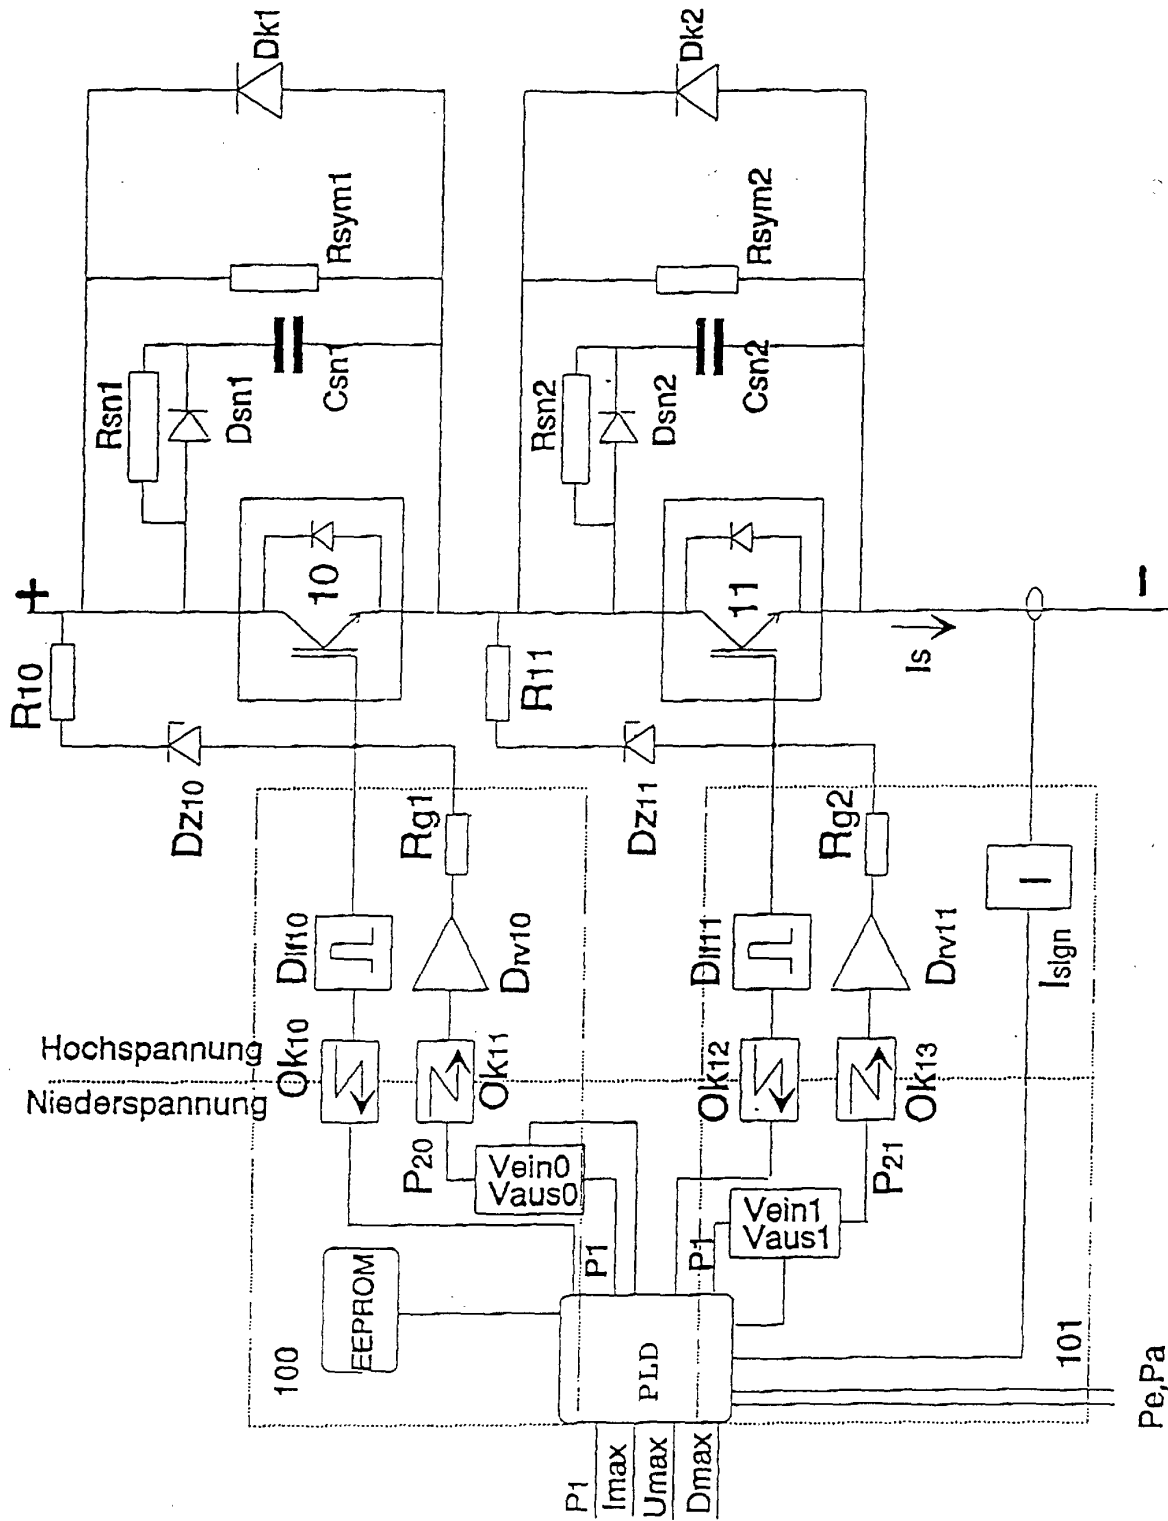 +
Dk1
Rsym1
Rsn1
Dsn1
Csn1
R10
10
Dz10
Rg1
Dlf10
Drv10
Ok10
Ok11
P20
Vein0
Vaus0
P1
EEPROM
100
Hochspannung
Niederspannung
Dk2
Rsym2
Rsn2
Dsn2
Csn2
R11
11
Dz11
Rg2
Dlf11
Drv11
Ok12
Ok13
P21
Vein1
Vaus1
P1
Is
I
Isign
101
PLD
P1
Imax
Umax
Dmax
Pe,Pa
-